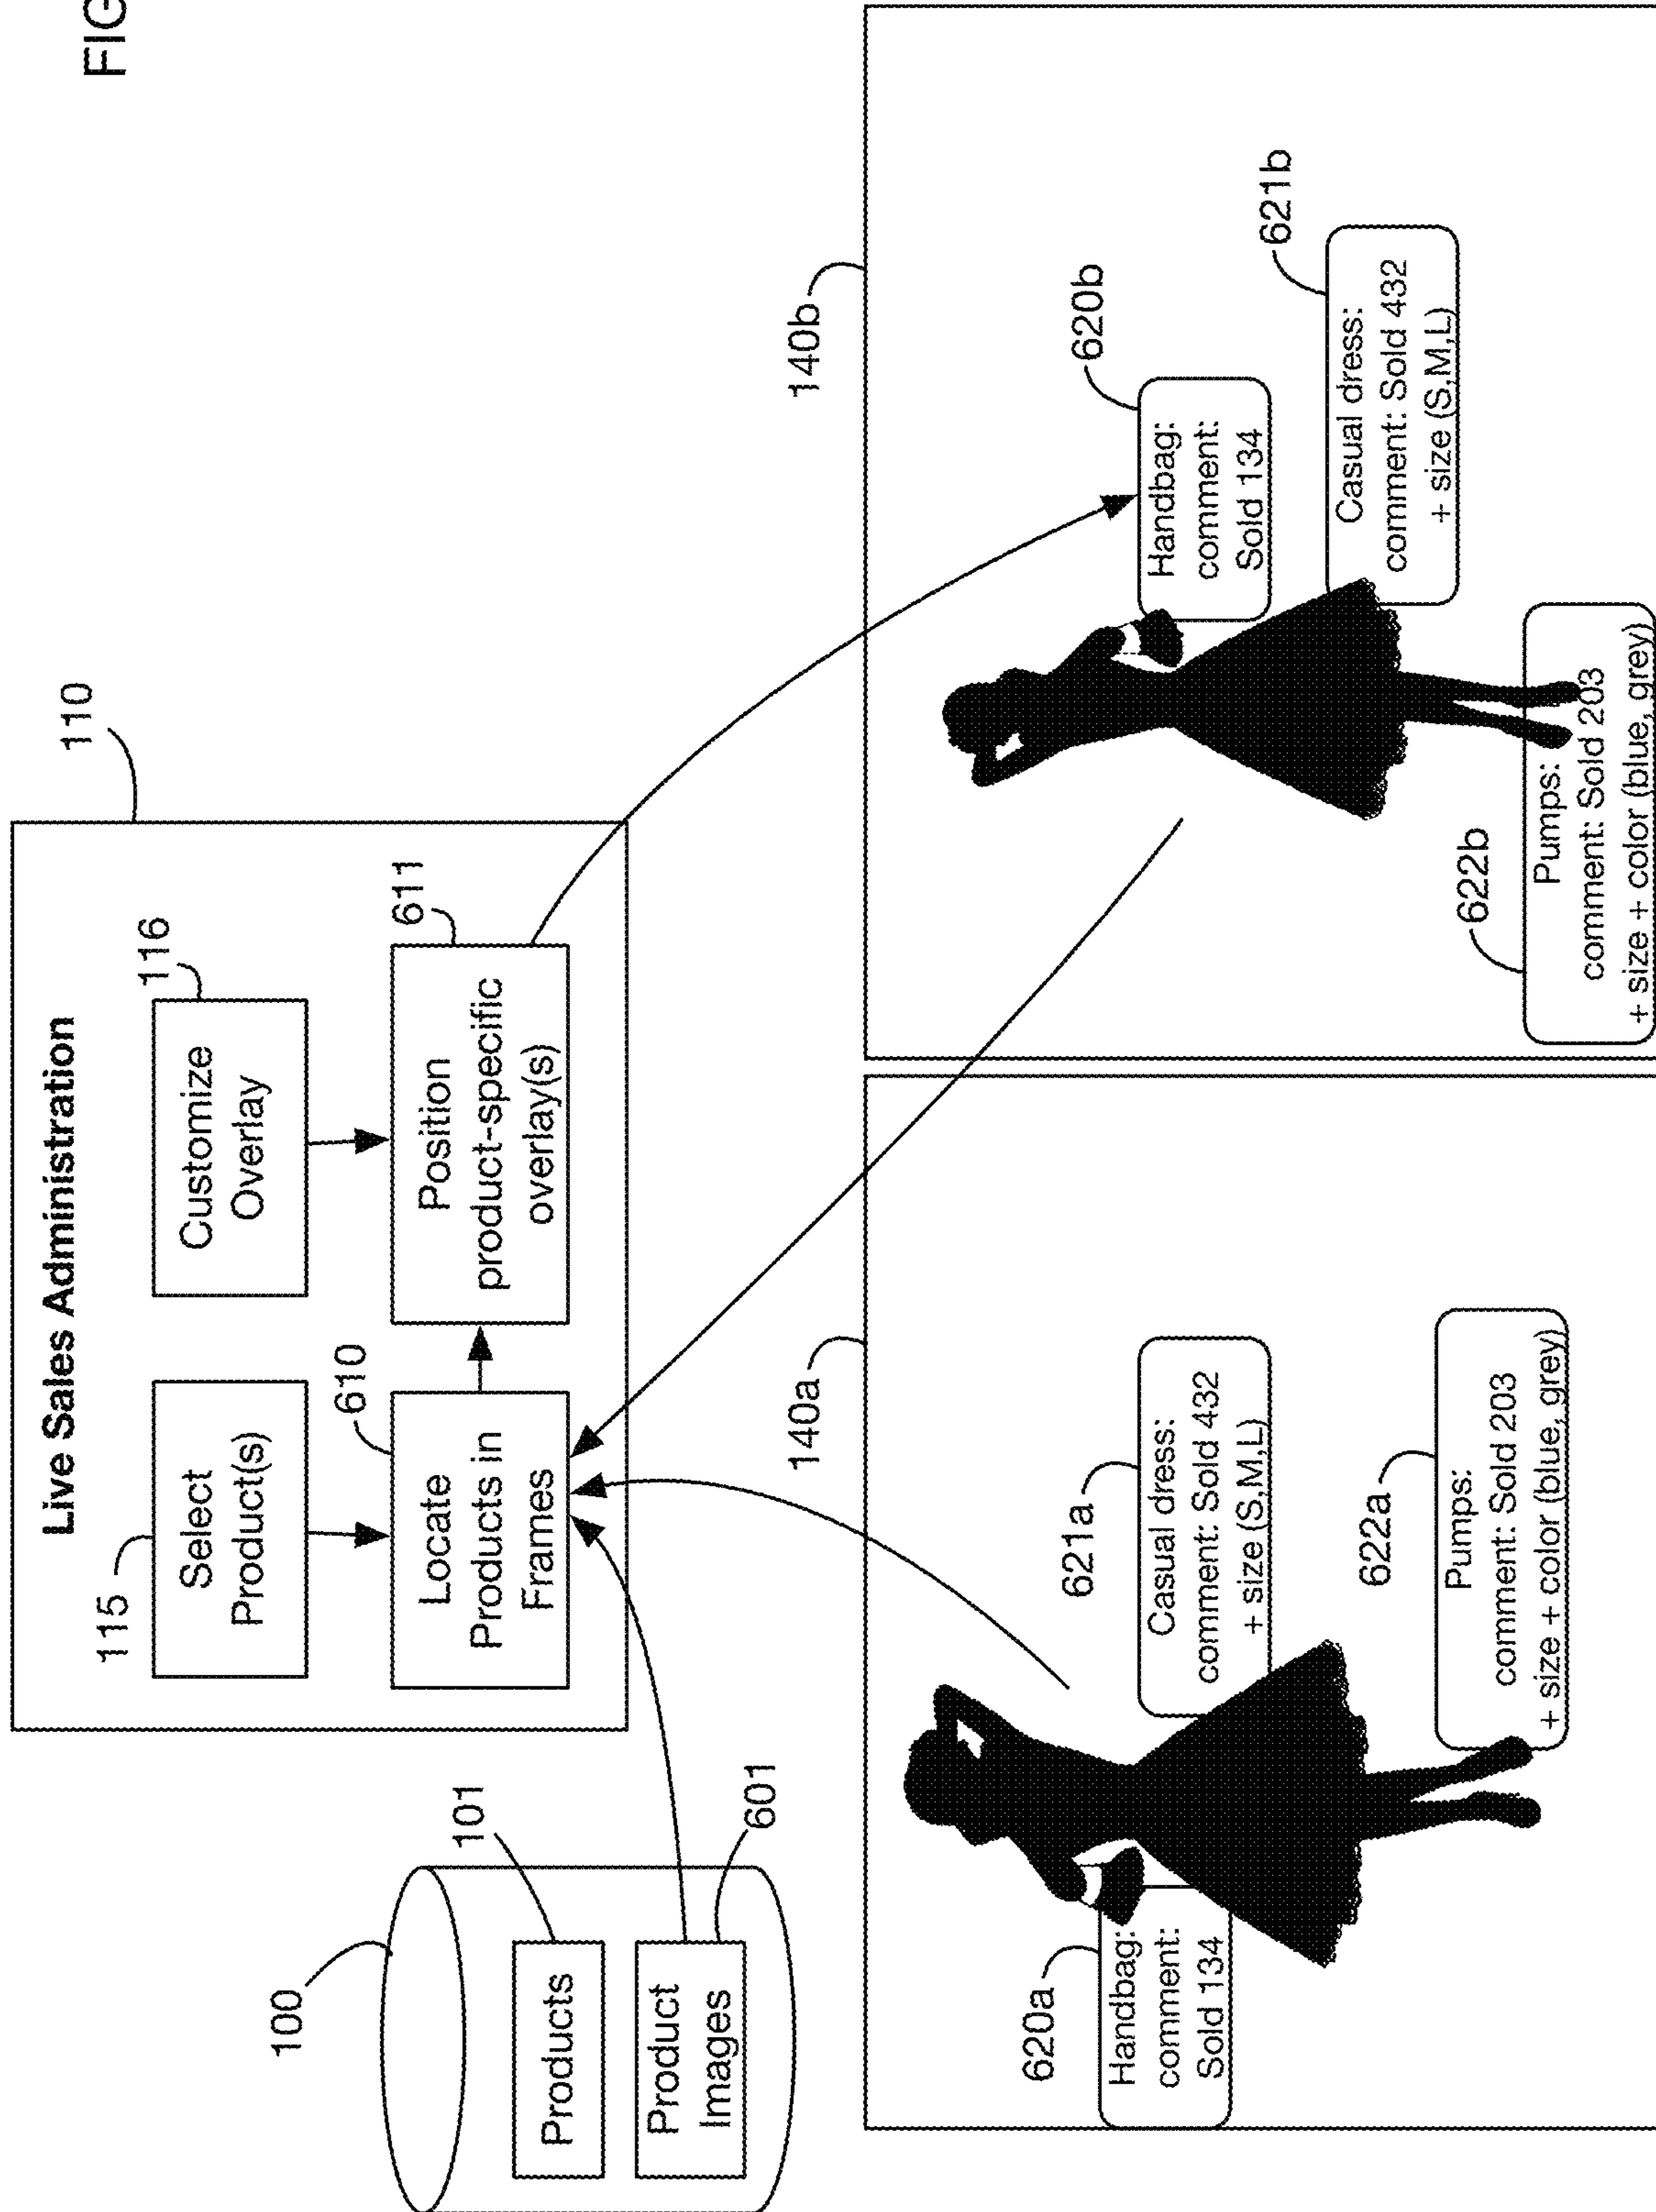 FIG
110
Live Sales Administration
115
116
Select
Product(s)
Customize
Overlay
610
611
Locate
Products in
Frames
Position
product-specific
overlay(s)
100
101
Products
601
Product
Images
140a
620a
Handbag:
comment:
Sold 134
621a
Casual dress:
comment: Sold 432
+ size (S,M,L)
622a
Pumps:
comment: Sold 203
+ size + color (blue, grey)
140b
620b
Handbag:
comment:
Sold 134
621b
Casual dress:
comment: Sold 432
+ size (S,M,L)
622b
Pumps:
comment: Sold 203
+ size + color (blue, grey)